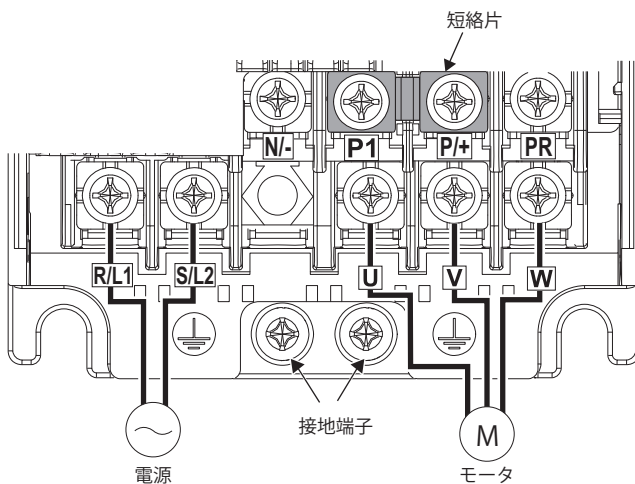 短絡片
N/- P1 P/+ PR
R/L1 S/L2 U V W
接地端子
M
電源 モータ